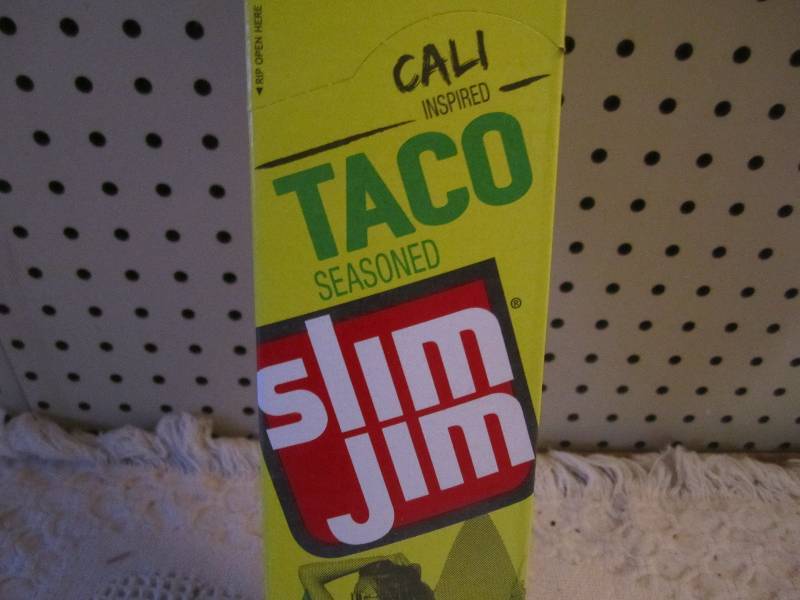 ◄ RIP OPEN HERE
CALI
INSPIRED
TACO
SEASONED
slim
Jim
®